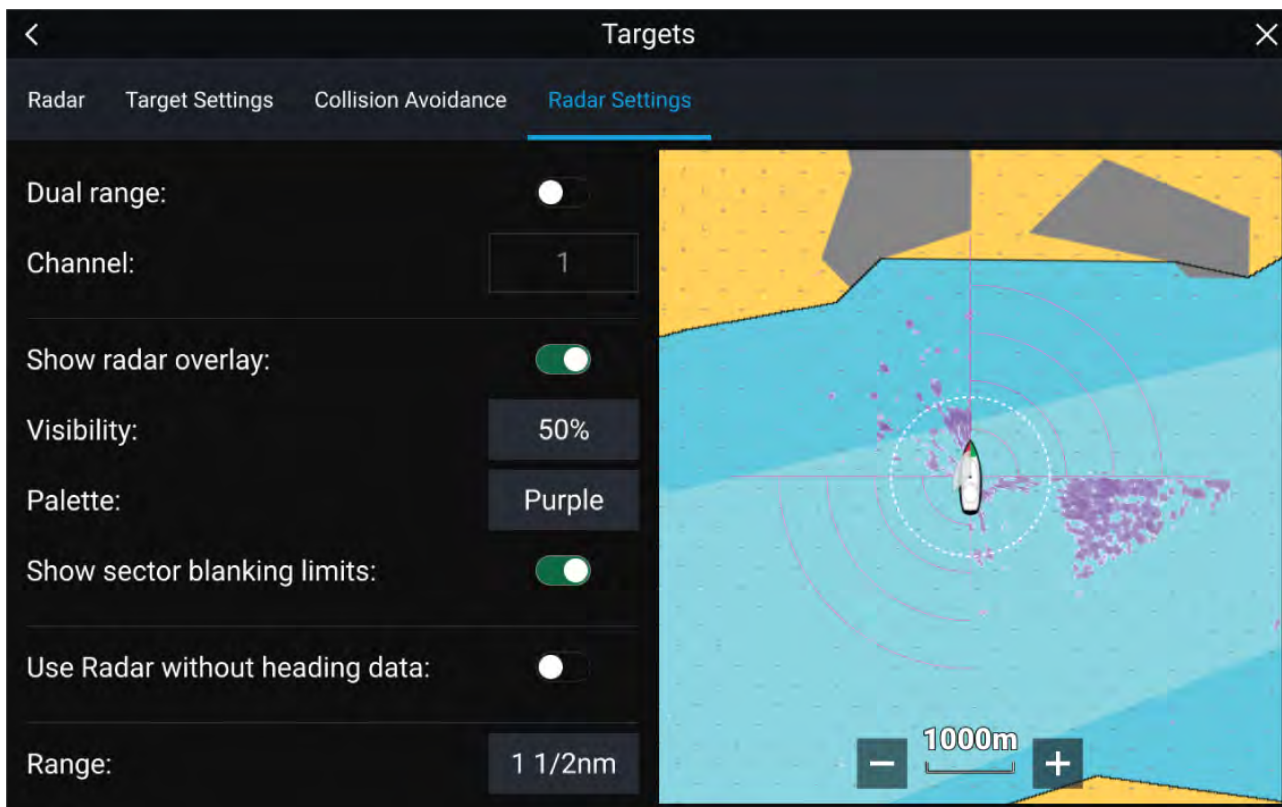 Targets
Radar
Target Settings
Collision Avoidance
Radar Settings
Dual range:
Channel:
1
Show radar overlay:
Visibility:
50%
Palette:
Purple
Show sector blanking limits:
Use Radar without heading data:
Range:
1 1/2nm
1000m